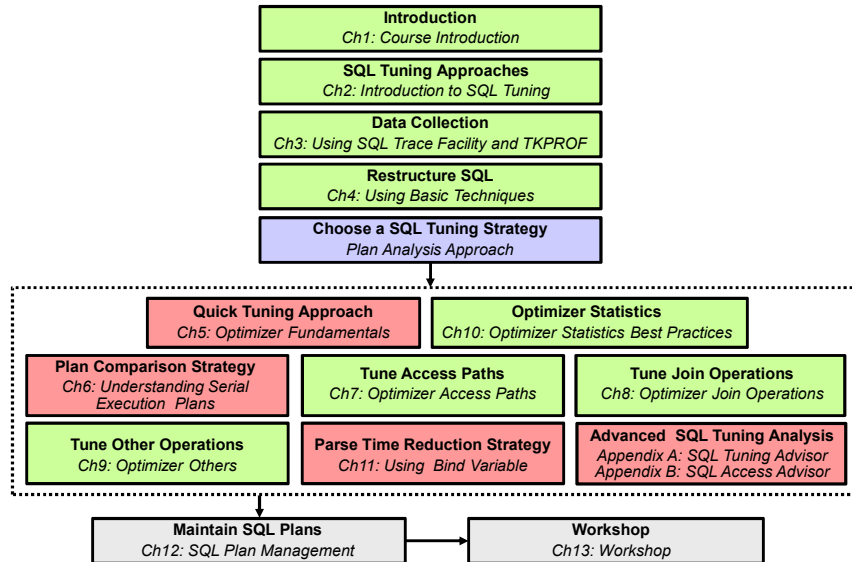 Introduction
Ch1: Course Introduction
SQL Tuning Approaches
Ch2: Introduction to SQL Tuning
Data Collection
Ch3: Using SQL Trace Facility and TKPROF
Restructure SQL
Ch4: Using Basic Techniques
Choose a SQL Tuning Strategy
Plan Analysis Approach
Quick Tuning Approach
Ch5: Optimizer Fundamentals
Optimizer Statistics
Ch10: Optimizer Statistics Best Practices
Plan Comparison Strategy
Ch6: Understanding Serial
Execution Plans
Tune Access Paths
Ch7: Optimizer Access Paths
Tune Join Operations
Ch8: Optimizer Join Operations
Tune Other Operations
Ch9: Optimizer Others
Parse Time Reduction Strategy
Ch11: Using Bind Variable
Advanced SQL Tuning Analysis
Appendix A: SQL Tuning Advisor
Appendix B: SQL Access Advisor
Maintain SQL Plans
Ch12: SQL Plan Management
Workshop
Ch13: Workshop